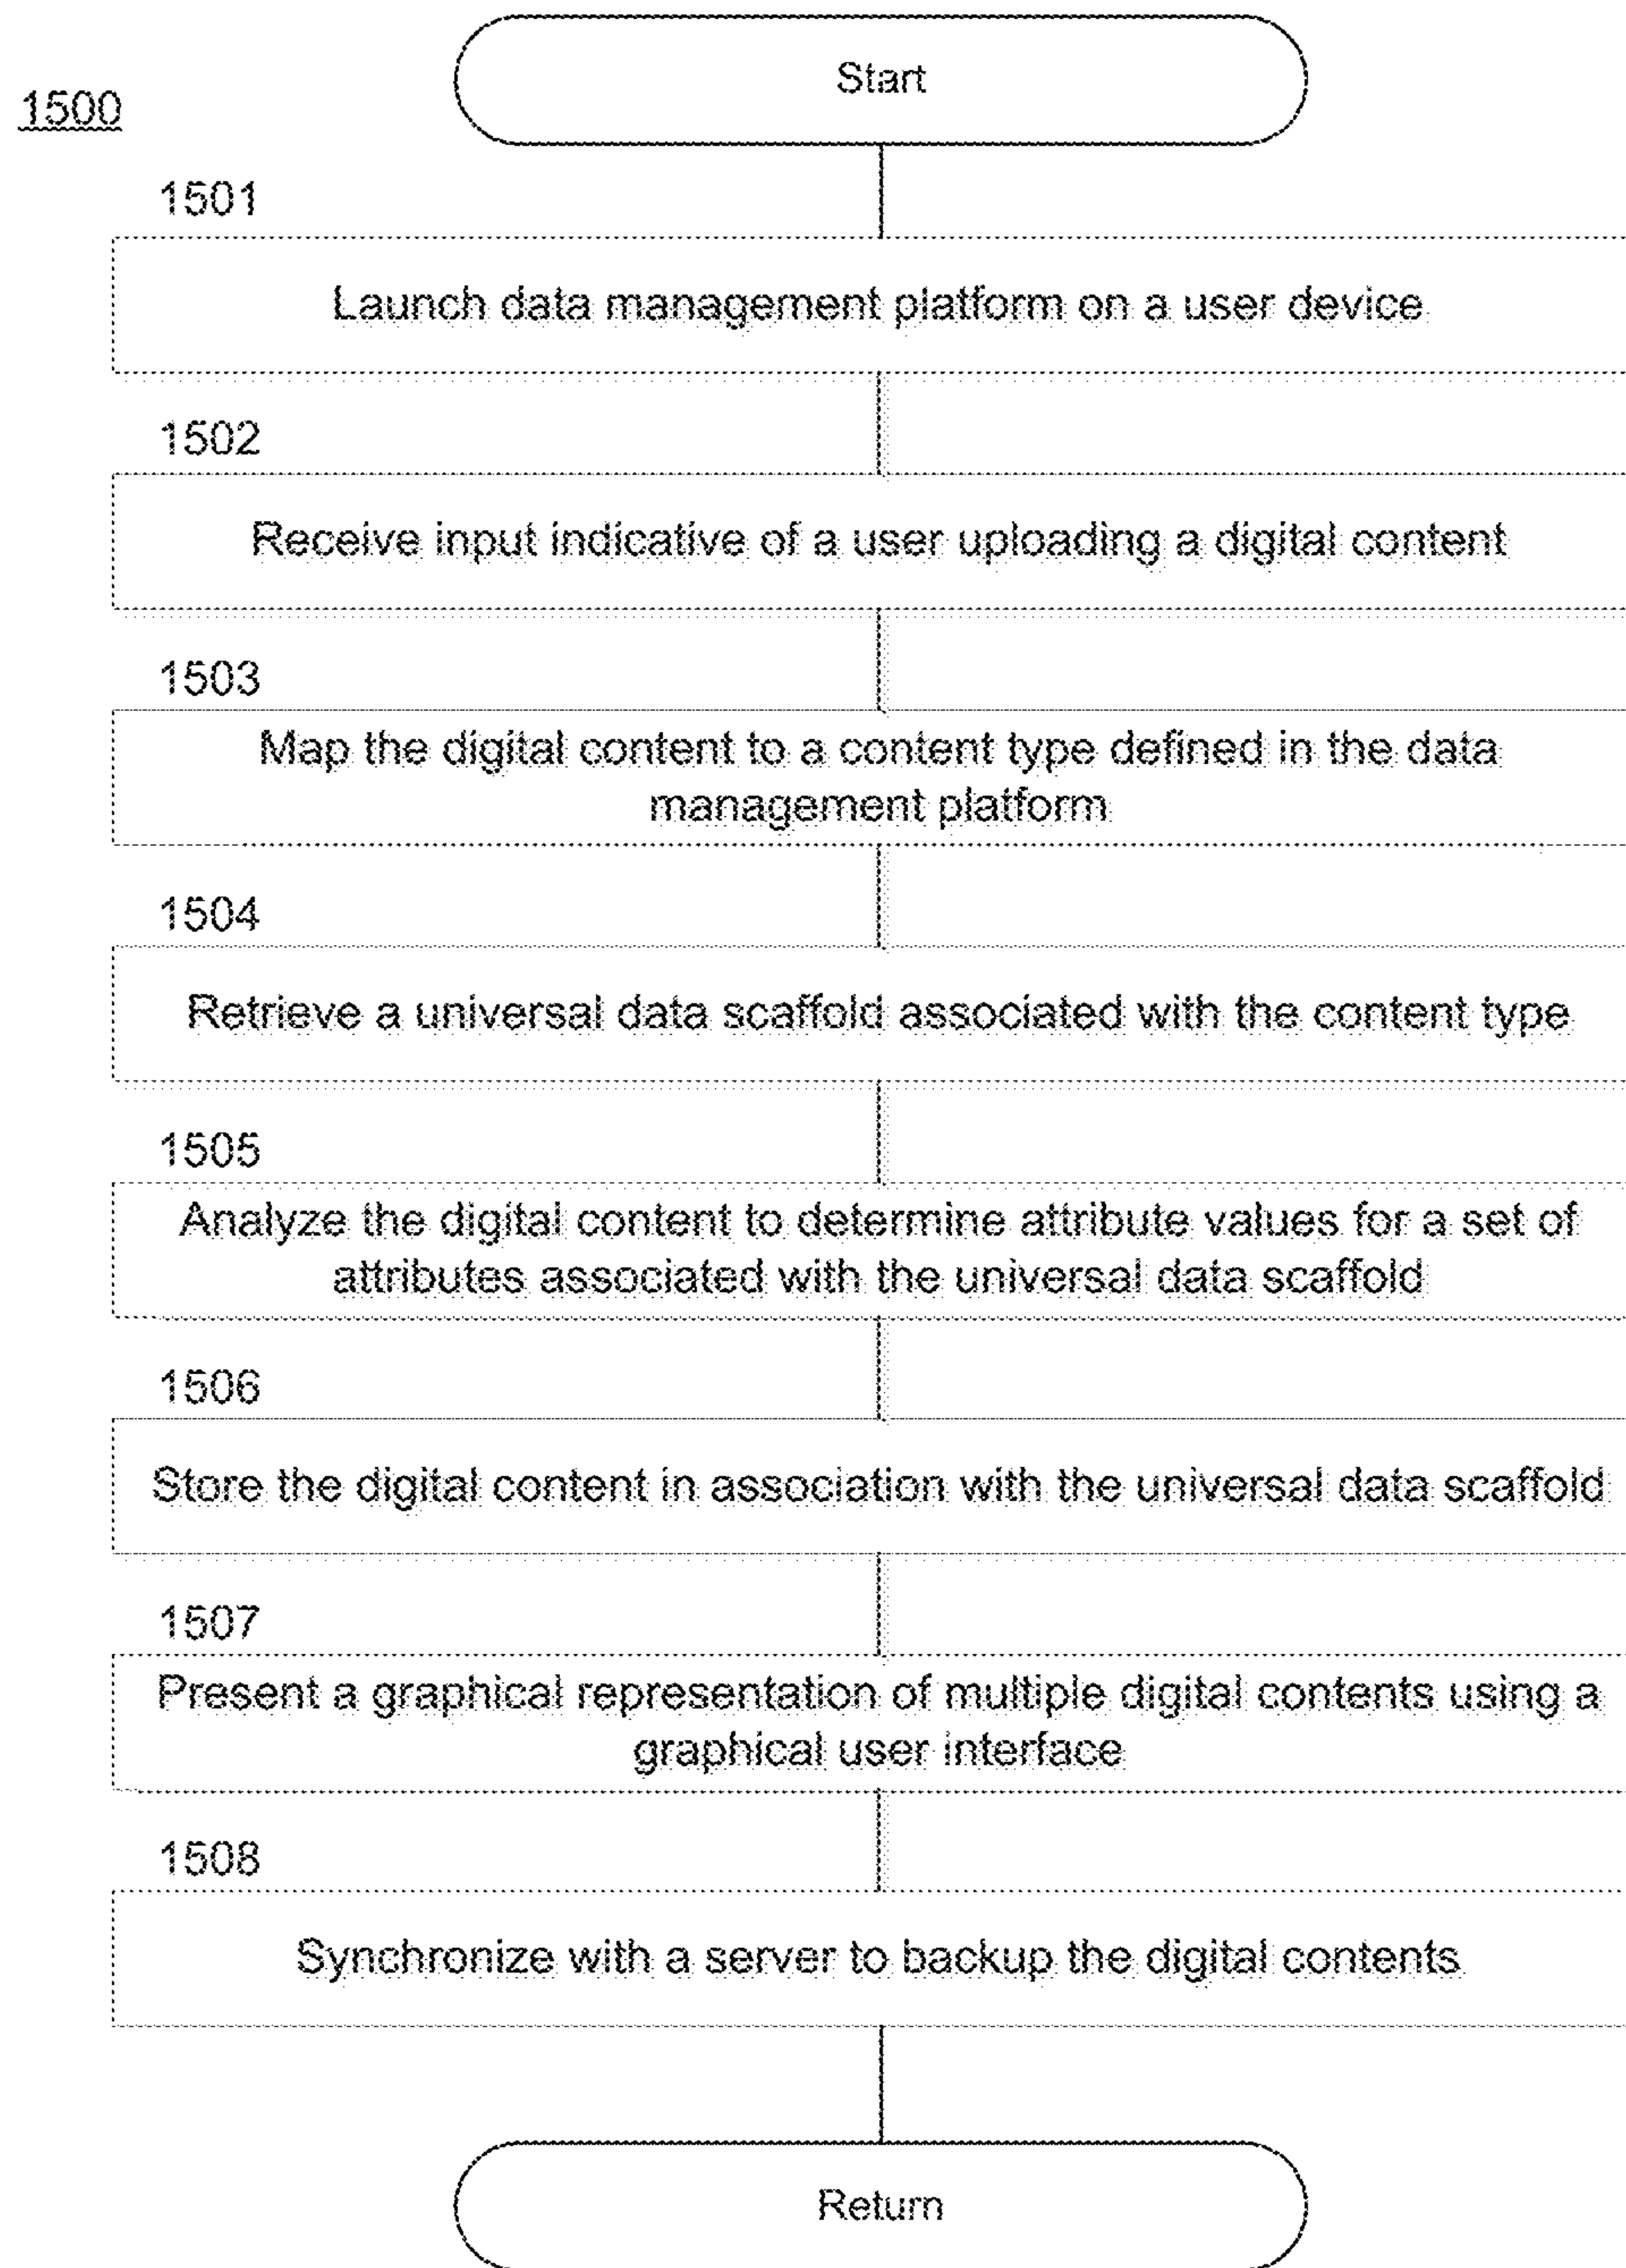 Start
1500
1501
Launch data management platform on a user device
1502
Receive input indicative of a user uploading a digital content
1503
Map the digital content to a content type defined in the data
management platform
1504
Retrieve a universal data scaffold associated with the content type
1505
Analyze the digital content to determine attribute values for a set of
attributes associated with the universal data scaffold
1506
Store the digital content in association with the universal data scaffold
1507
Present a graphical representation of multiple digital contents using a
graphical user interface
1508
Synchronize with a server to backup the digital contents
Return